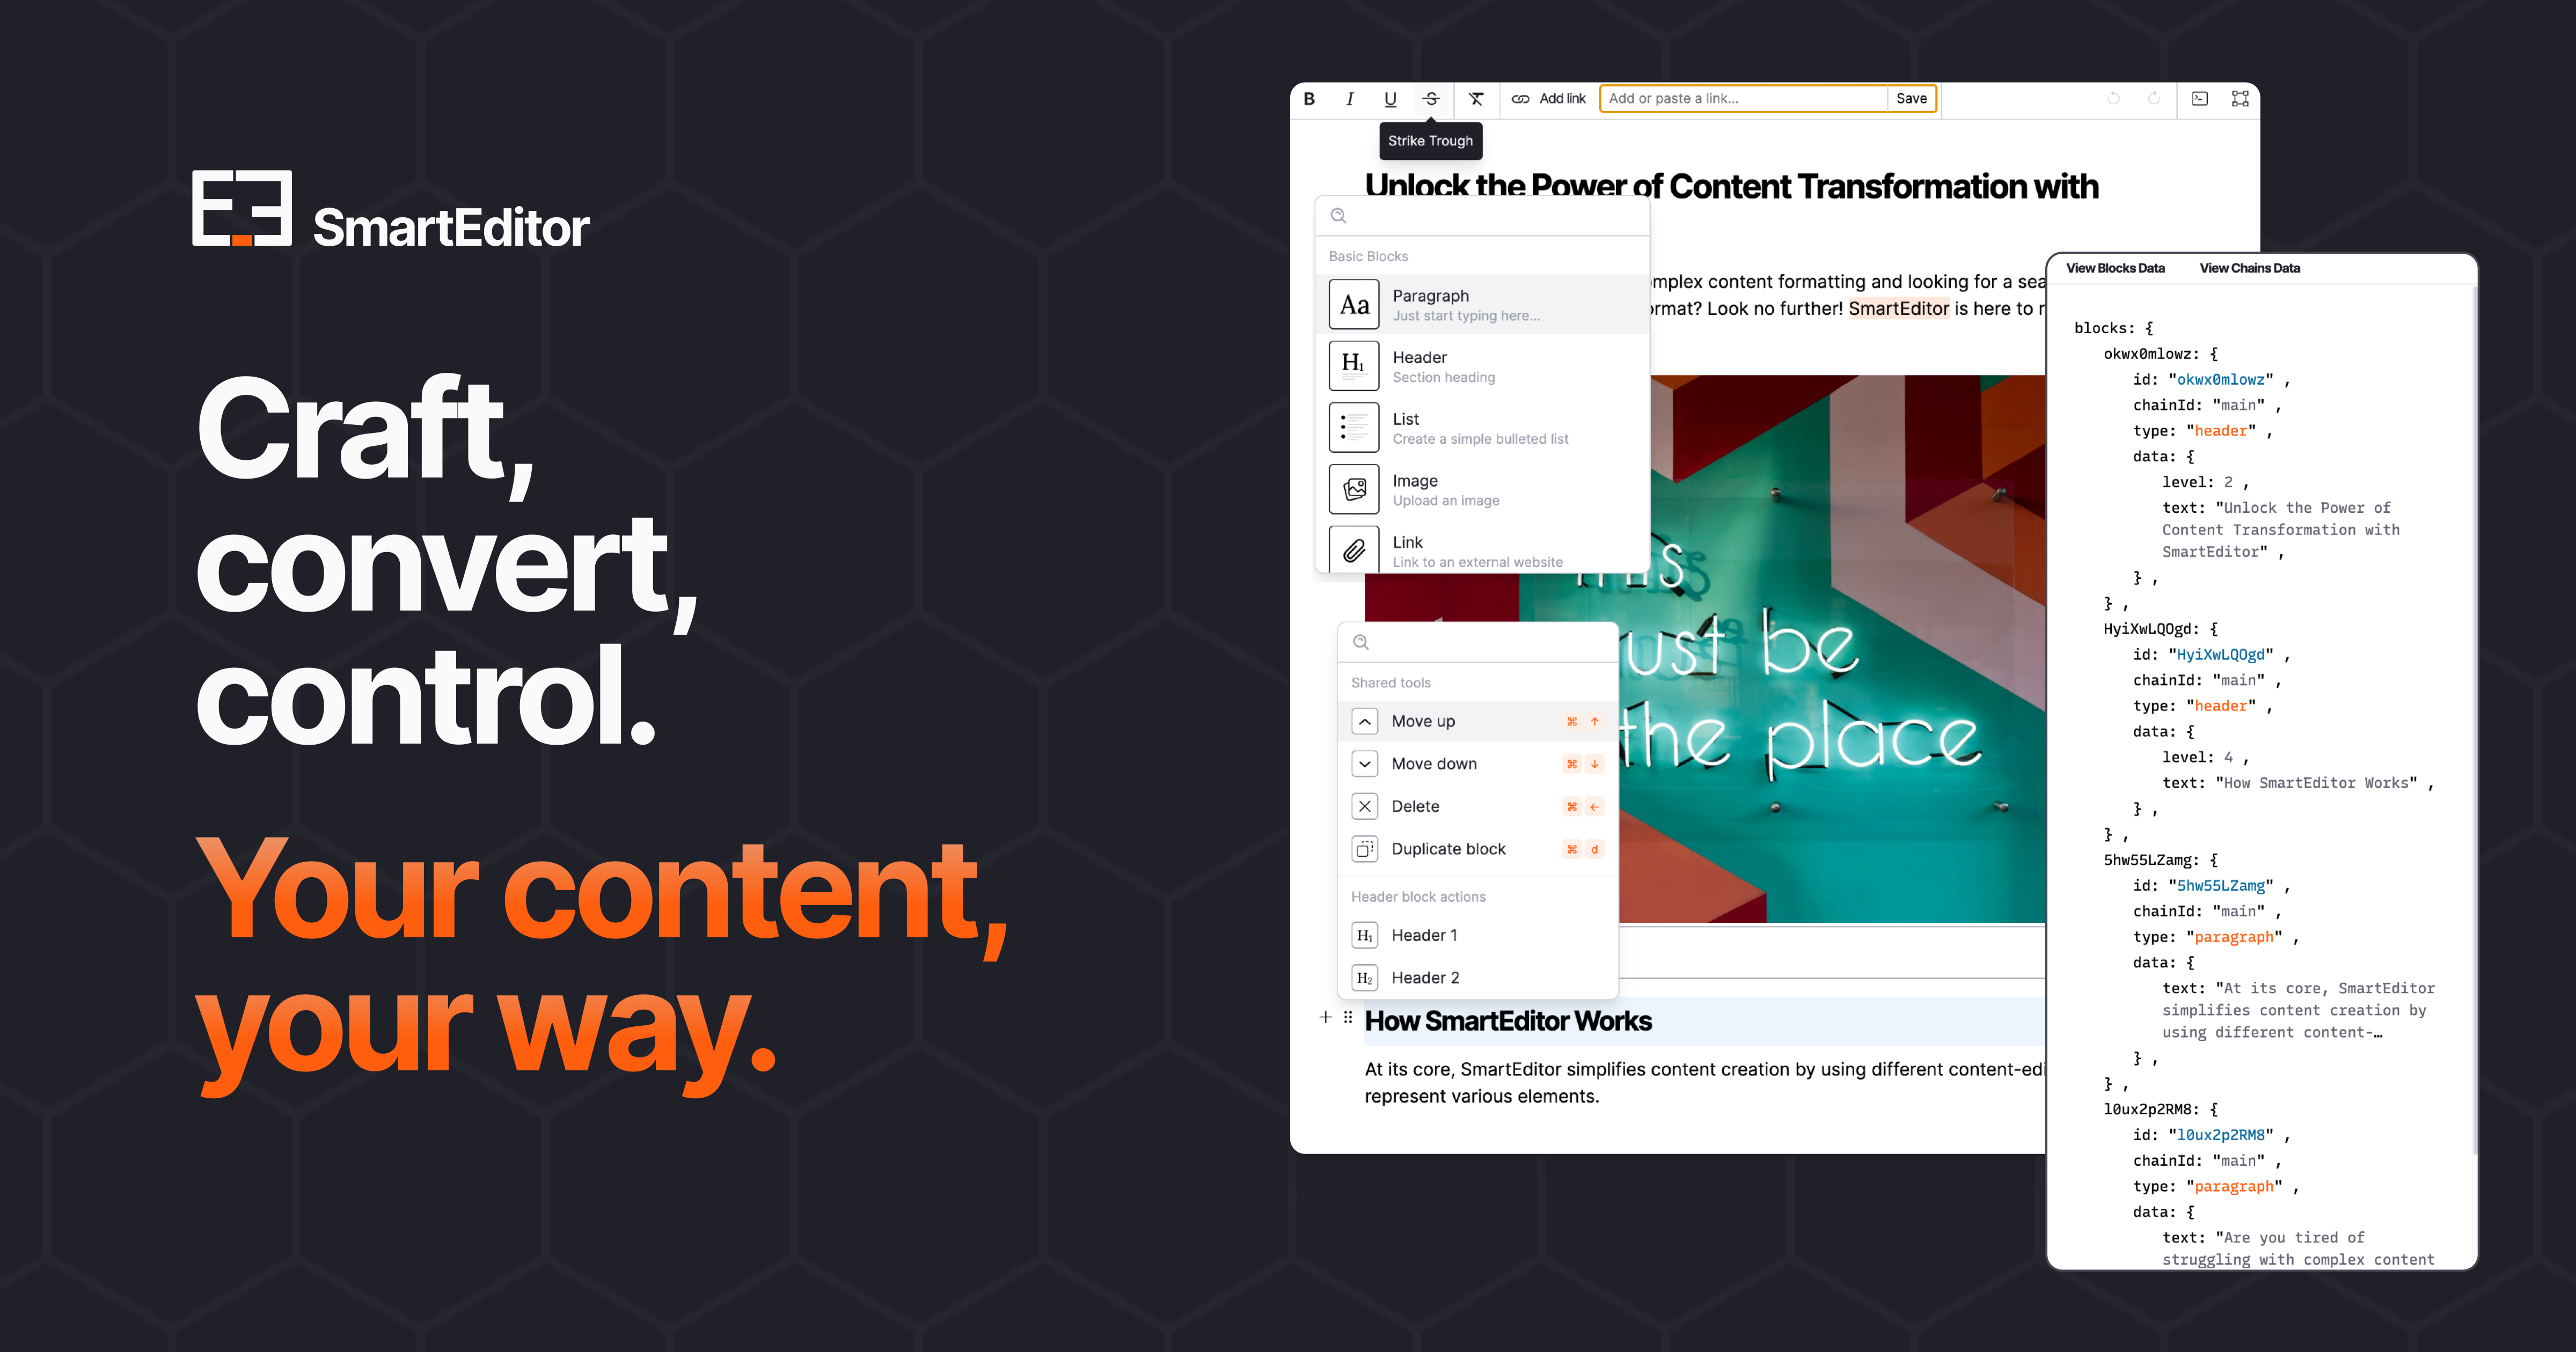 SmartEditor
Craft,
convert,
control.
Your content,
your way.
B I U S Add link Add or paste a link... Save
Strike Trough
Unlock the Power of Content Transformation with
mplex content formatting and looking for a sea
rmat? Look no further! SmartEditor is here to r
Basic Blocks
Aa Paragraph
Just start typing here...
H1 Header
Section heading
List
Create a simple bulleted list
Image
Upload an image
Link
Link to an external website
ust be
the place
Shared tools
Move up ⌘ ↑
Move down ⌘ ↓
Delete ⌘ ←
Duplicate block ⌘ d
Header block actions
H1 Header 1
H2 Header 2
How SmartEditor Works
At its core, SmartEditor simplifies content creation by using different content-edi
represent various elements.
View Blocks Data View Chains Data
blocks: {
okwx0mlowz: {
id: "okwx0mlowz" ,
chainId: "main" ,
type: "header" ,
data: {
level: 2 ,
text: "Unlock the Power of
Content Transformation with
SmartEditor" ,
} ,
} ,
HyiXwLQOgd: {
id: "HyiXwLQOgd" ,
chainId: "main" ,
type: "header" ,
data: {
level: 4 ,
text: "How SmartEditor Works" ,
} ,
} ,
5hw55LZamg: {
id: "5hw55LZamg" ,
chainId: "main" ,
type: "paragraph" ,
data: {
text: "At its core, SmartEditor
simplifies content creation by
using different content-…
} ,
} ,
l0ux2p2RM8: {
id: "l0ux2p2RM8" ,
chainId: "main" ,
type: "paragraph" ,
data: {
text: "Are you tired of
struggling with complex content